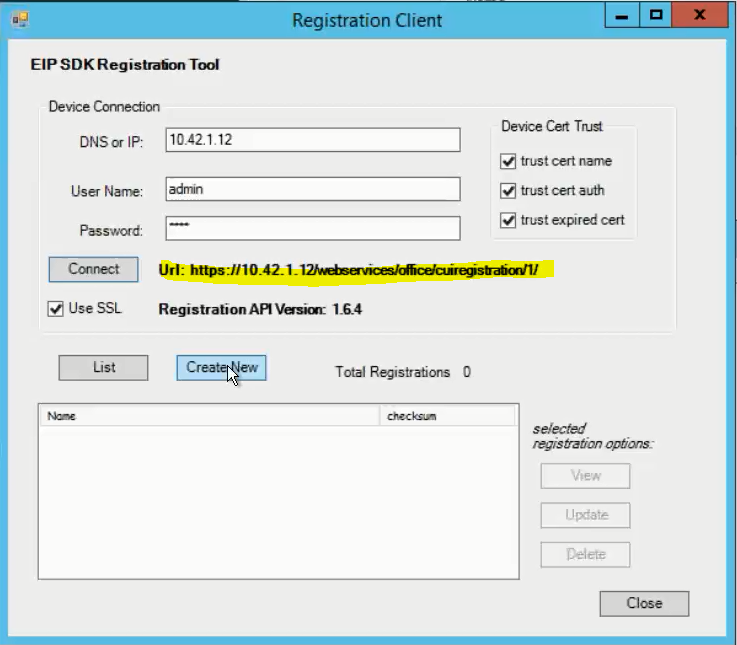 Registration Client
EIP SDK Registration Tool
Device Connection
DNS or IP: 10.42.1.12
User Name: admin
Password: ****
Device Cert Trust
trust cert name
trust cert auth
trust expired cert
Connect
Url: https://10.42.1.12/webservices/office/cuiregistration/1/
Use SSL
Registration API Version: 1.6.4
List
Create New
Total Registrations 0
Name
checksum
selected
registration options:
View
Update
Delete
Close